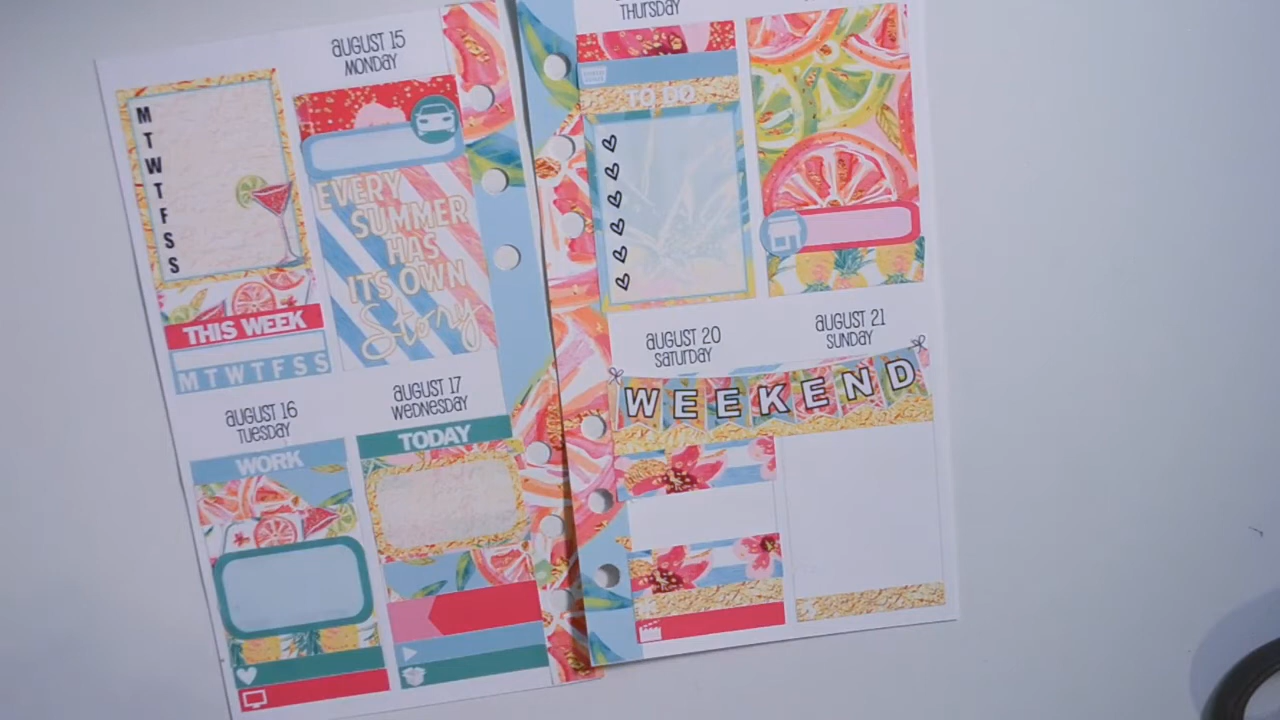 AUGUST 15
MONDAY
M
T
W
T
F
S
S
EVERY
SUMMER
HAS
ITS OWN
Story
THIS WEEK
M T W T F S S
AUGUST 16
TUESDAY
WORK
AUGUST 17
WEDNESDAY
TODAY
THURSDAY
TO DO
AUGUST 20
SATURDAY
AUGUST 21
SUNDAY
WEEKEND